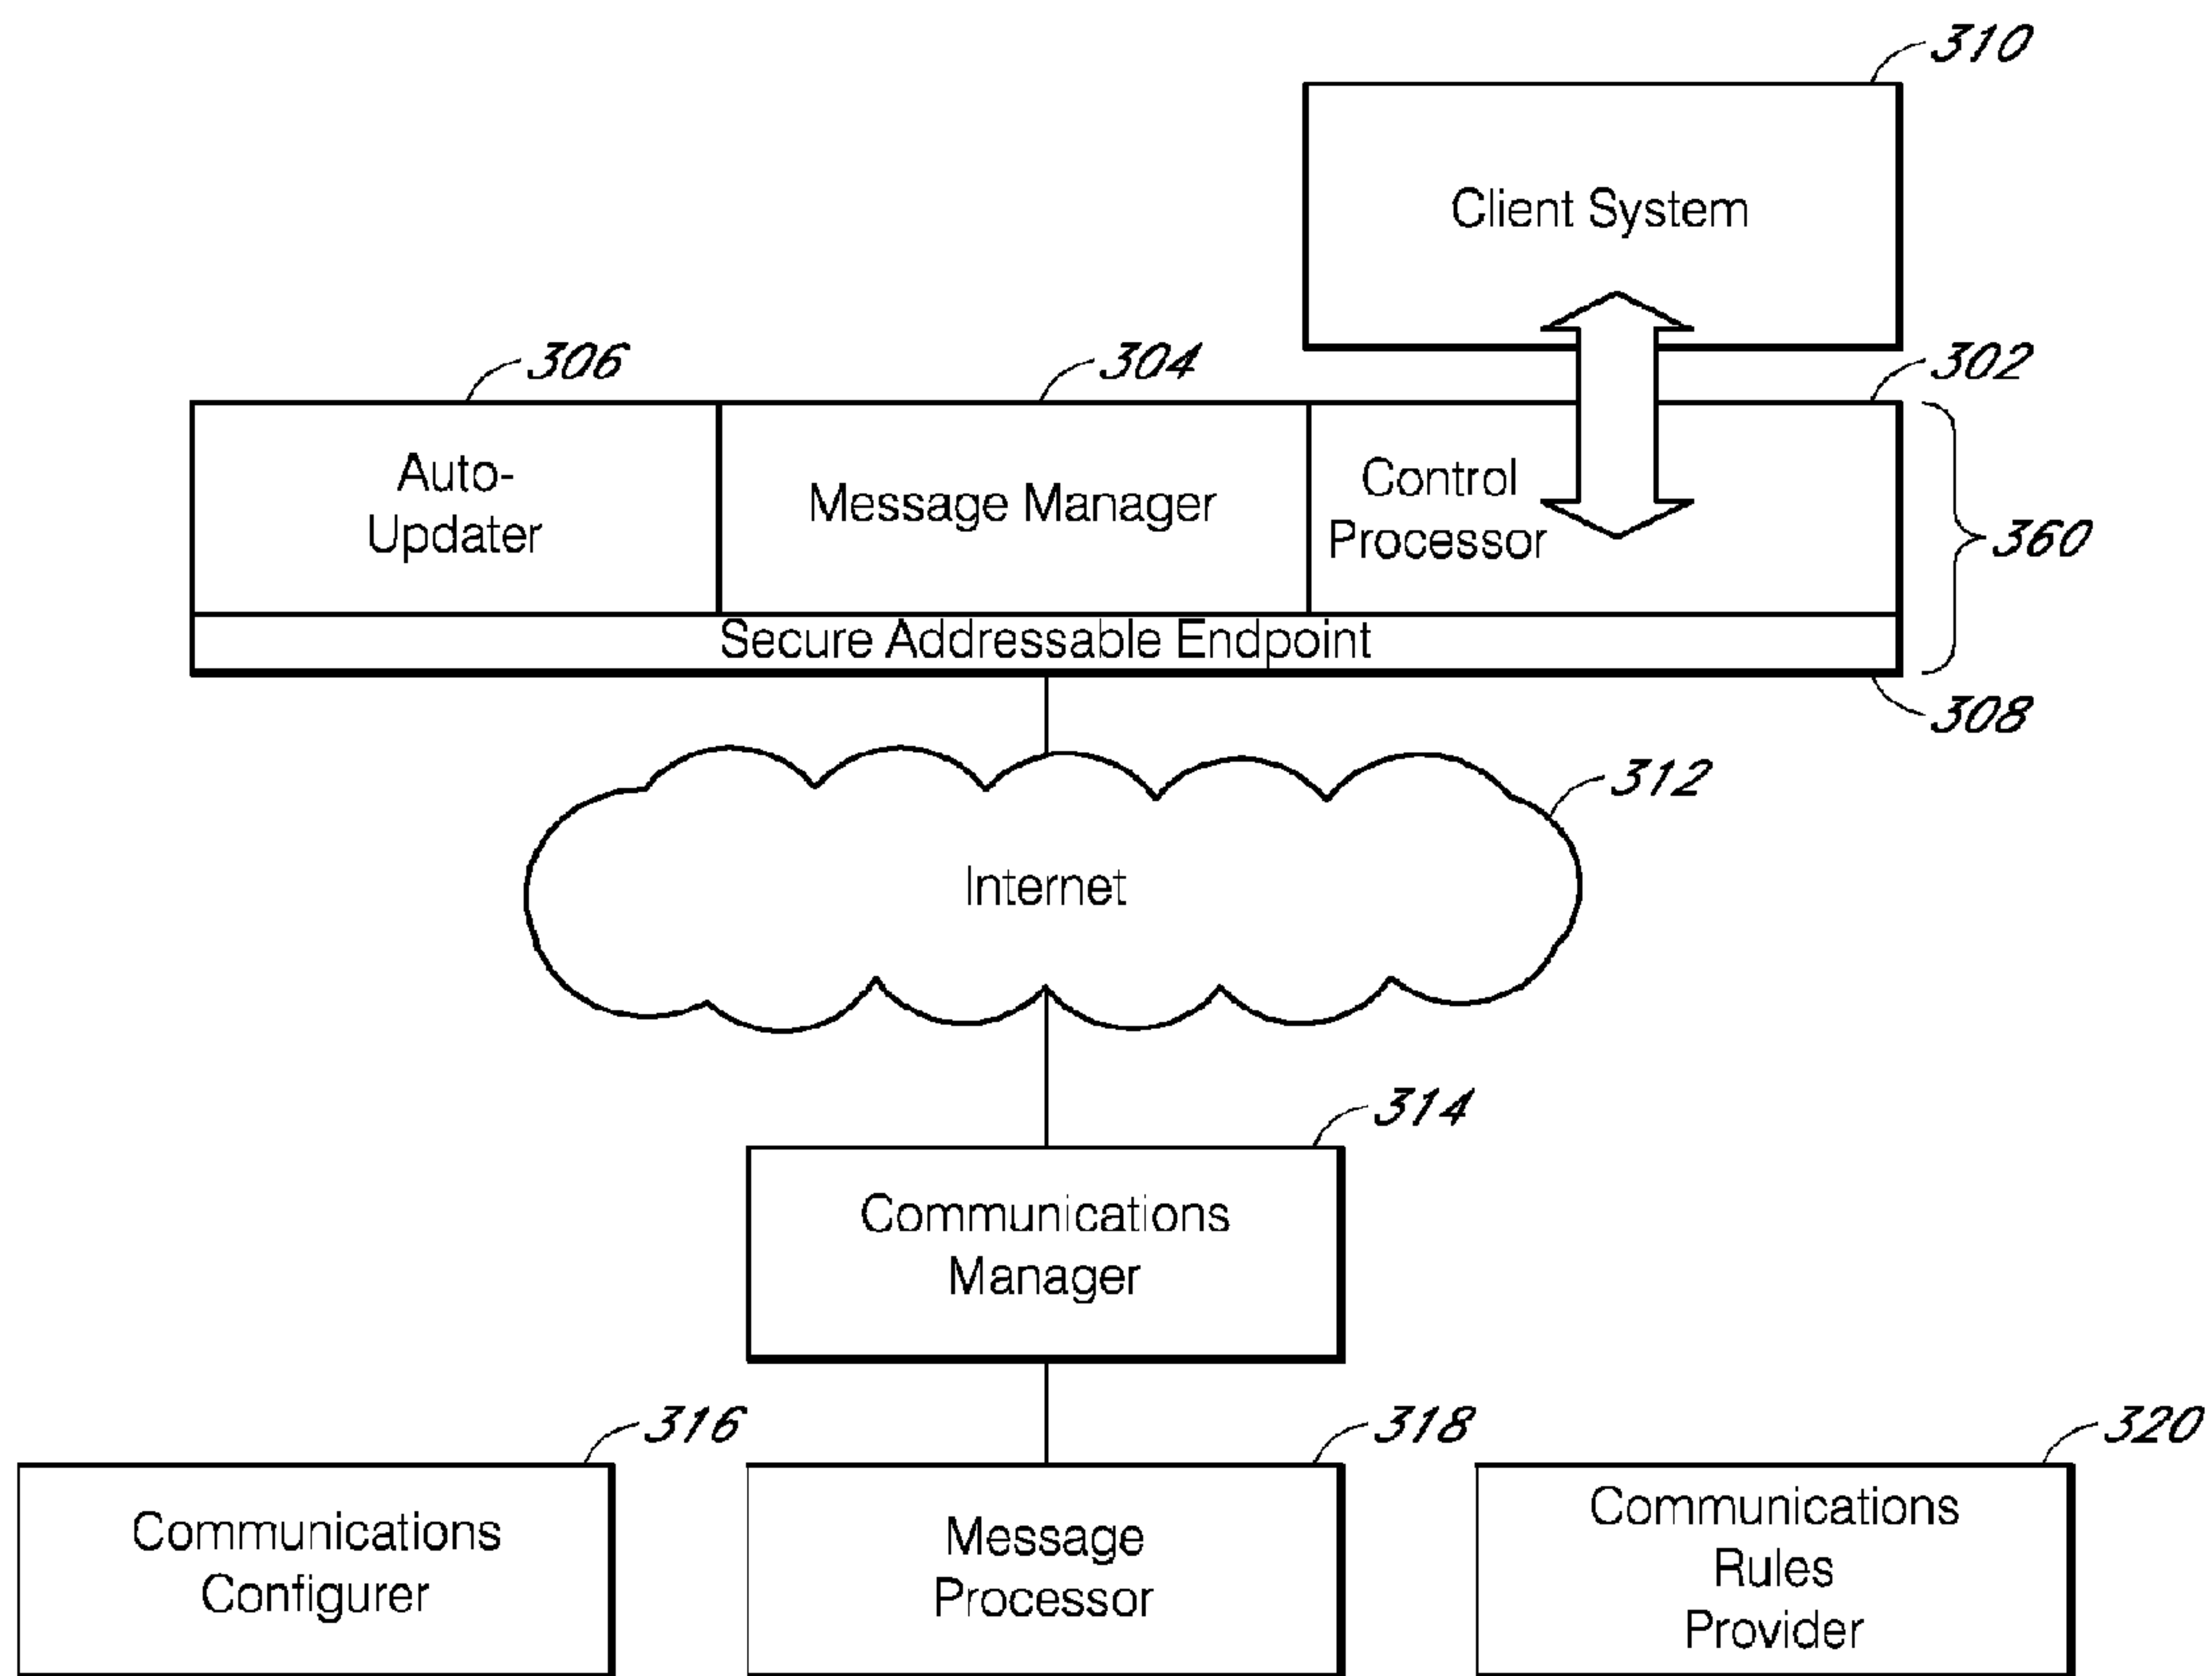 310
Client System
306
304
302
Auto-
Updater
Message Manager
Control
Processor
360
Secure Addressable Endpoint
308
312
Internet
314
Communications
Manager
316
318
320
Communications
Configurer
Message
Processor
Communications
Rules
Provider